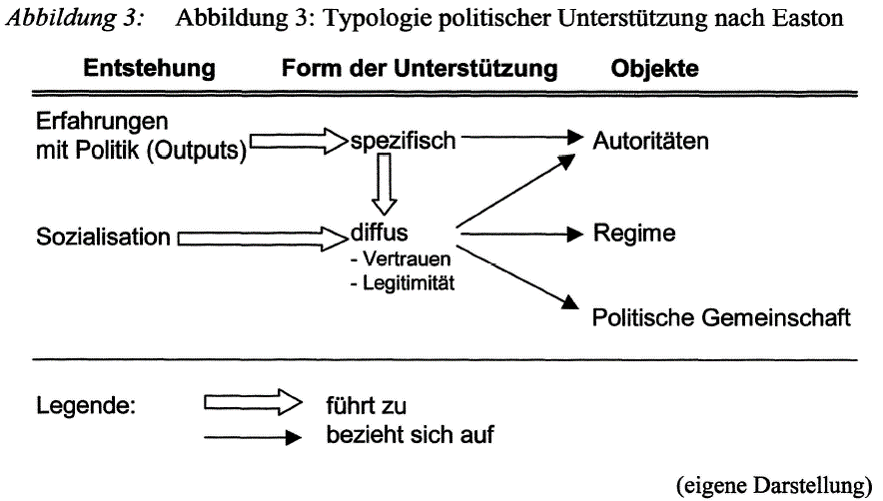 Abbildung 3: Abbildung 3: Typologie politischer Unterstützung nach Easton
Entstehung Form der Unterstützung Objekte
Erfahrungen
mit Politik (Outputs) spezifisch Autoritäten
Sozialisation diffus Regime
- Vertrauen
- Legitimität
Politische Gemeinschaft
Legende: führt zu
bezieht sich auf
(eigene Darstellung)